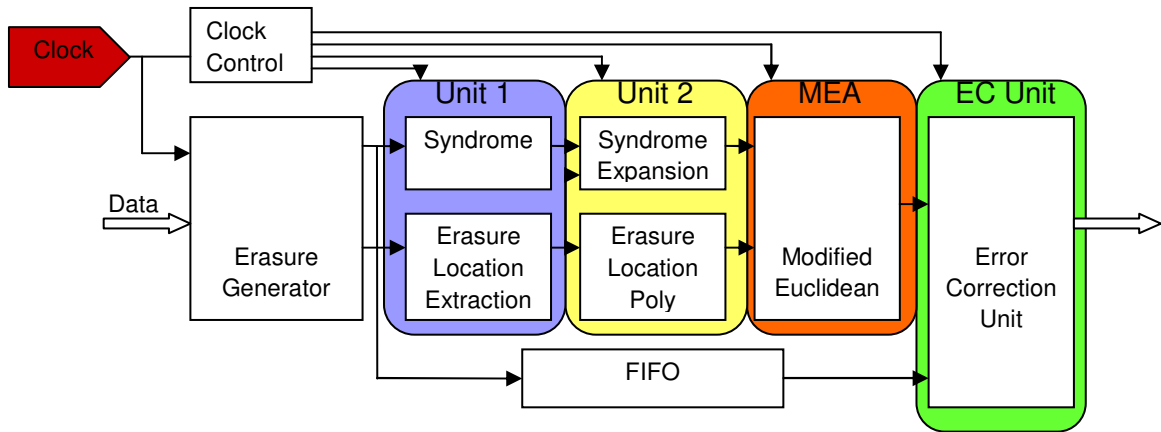 Clock
Clock
Control
Unit 1
Unit 2
MEA
EC Unit
Data
Erasure
Generator
Syndrome
Syndrome
Expansion
Erasure
Location
Extraction
Erasure
Location
Poly
Modified
Euclidean
Error
Correction
Unit
FIFO